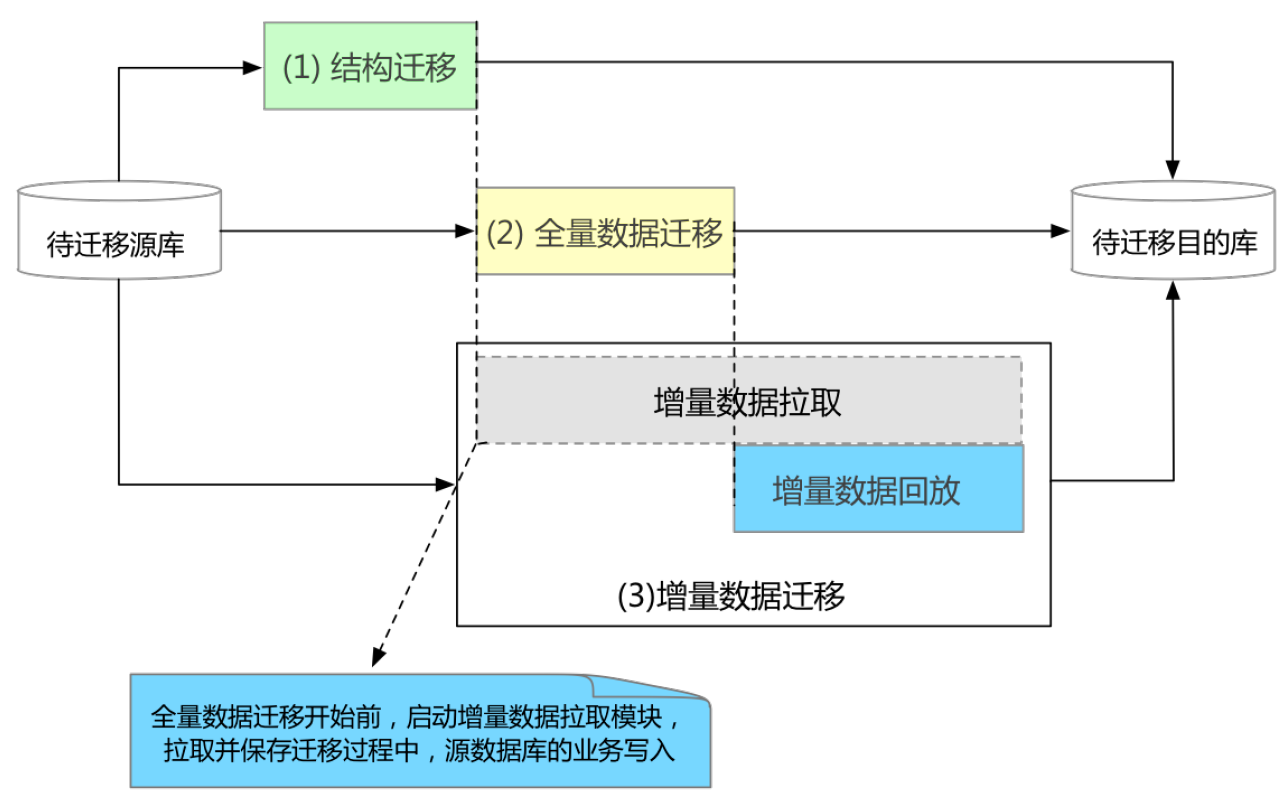 (1) 结构迁移
待迁移源库
(2) 全量数据迁移
待迁移目的库
增量数据拉取
增量数据回放
(3)增量数据迁移
全量数据迁移开始前，启动增量数据拉取模块，
拉取并保存迁移过程中，源数据库的业务写入